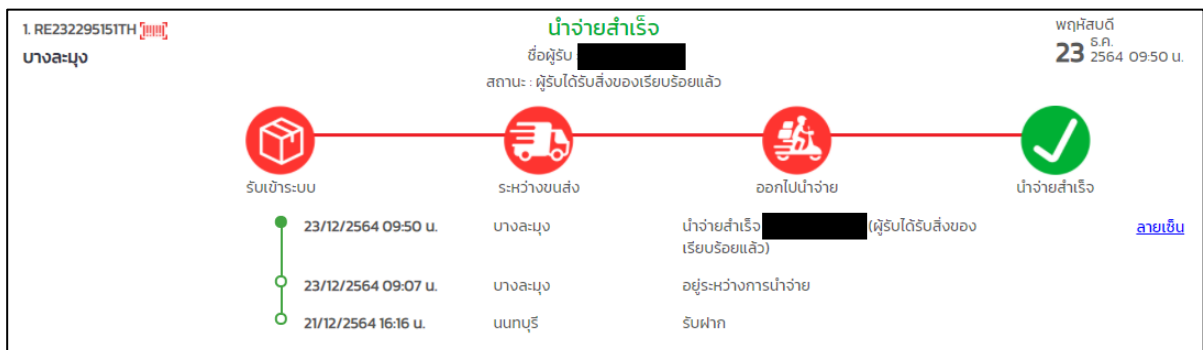 1. RE232295151TH
บางละมุง
นำจ่ายสำเร็จ
ชื่อผู้รับ :
สถานะ : ผู้รับได้รับสิ่งของเรียบร้อยแล้ว
พฤหัสบดี
23 ธ.ค. 2564 09:50 น.
รับเข้าระบบ ระหว่างขนส่ง ออกไปนำจ่าย นำจ่ายสำเร็จ
23/12/2564 09:50 น. บางละมุง นำจ่ายสำเร็จ (ผู้รับได้รับสิ่งของ ลายเซ็น
เรียบร้อยแล้ว)
23/12/2564 09:07 น. บางละมุง อยู่ระหว่างการนำจ่าย
21/12/2564 16:16 น. นนทบุรี รับฝาก